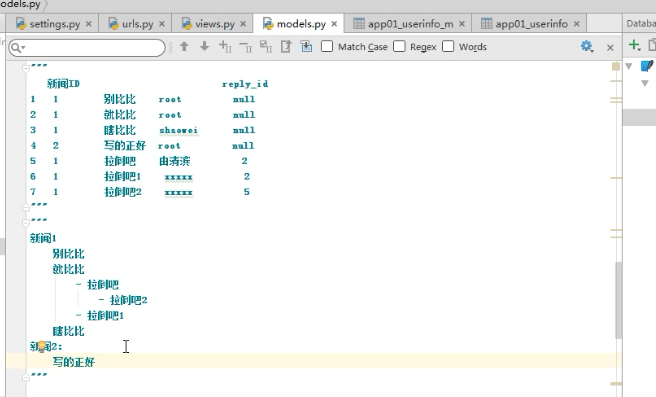 odels.py
settings.py × urls.py × views.py × models.py × app01_userinfo_m × app01_userinfo × Databa
Match Case Regex Words
"""
新闻ID reply_id
1 1 别比比 root null
2 1 就比比 root null
3 1 瞎比比 shaowei null
4 2 写的正好 root null
5 1 拉倒吧 由清滨 2
6 1 拉倒吧1 xxxxx 2
7 1 拉倒吧2 xxxxx 5
"""
"""
新闻1
别比比
就比比
- 拉倒吧
- 拉倒吧2
- 拉倒吧1
瞎比比
新闻2:
写的正好
"""